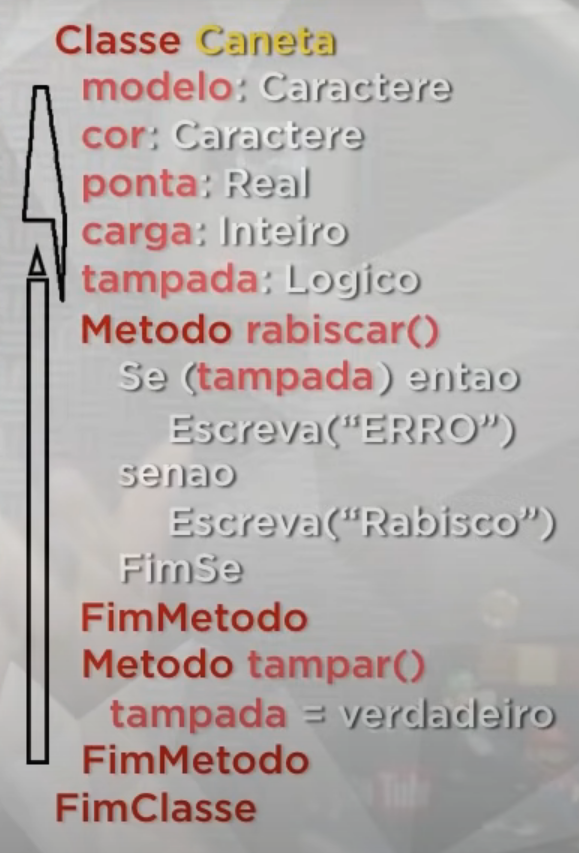 Classe Caneta
modelo: Caractere
cor: Caractere
ponta: Real
carga: Inteiro
tampada: Logico
Metodo rabiscar()
Se (tampada) entao
Escreva(“ERRO”)
senao
Escreva(“Rabisco”)
FimSe
FimMetodo
Metodo tampar()
tampada = verdadeiro
FimMetodo
FimClasse